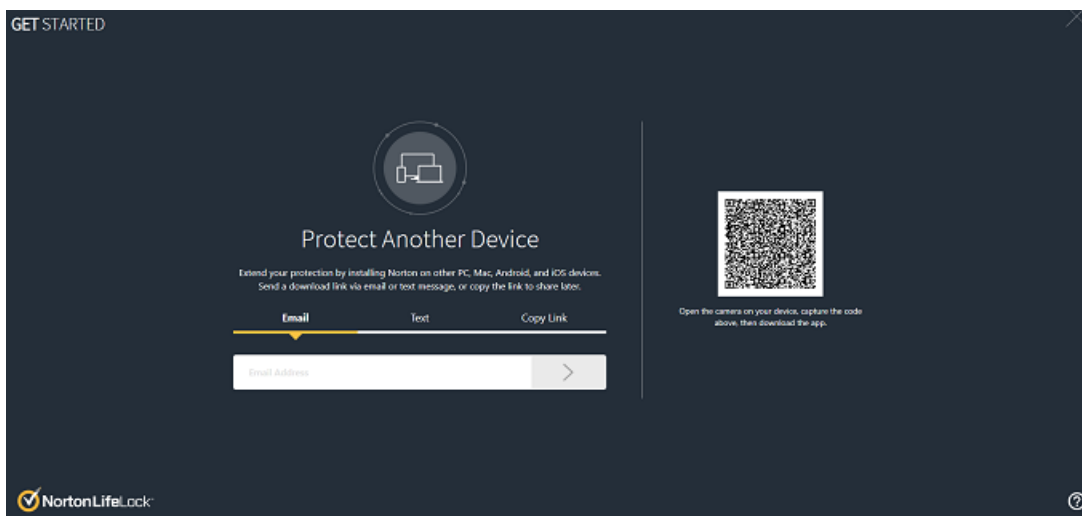 GET STARTED
Protect Another Device
Extend your protection by installing Norton on other PC, Mac, Android, and iOS devices.
Send a download link via email or text message, or copy the link to share later.
Email Text Copy Link
Email Address
Open the camera on your device, capture the code
above, then download the app.
NortonLifeLock